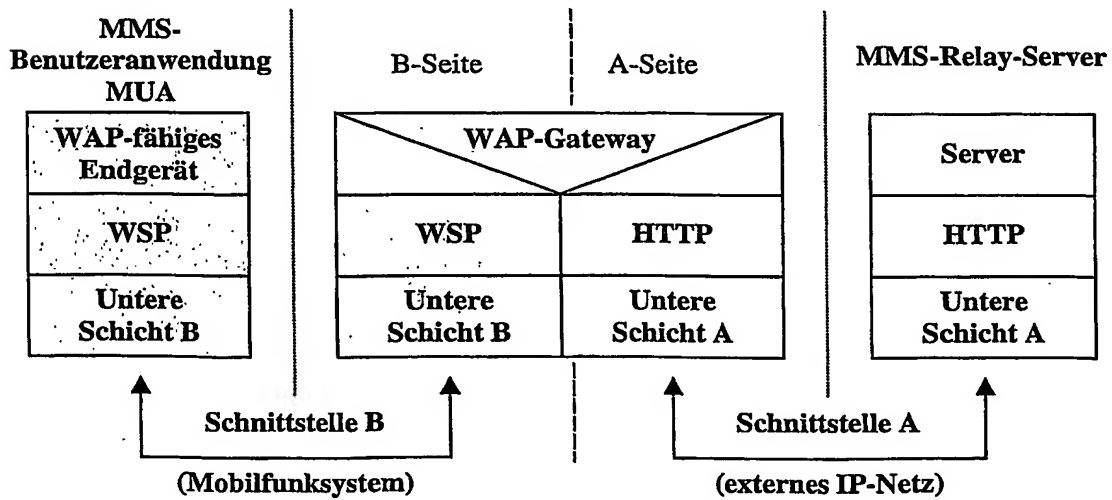 MMS-
Benutzeranwendung
MUA
B-Seite
A-Seite
MMS-Relay-Server
WAP-fähiges
Endgerät
WAP-Gateway
Server
WSP
WSP
HTTP
HTTP
Untere
Schicht B
Untere
Schicht B
Untere
Schicht A
Untere
Schicht A
Schnittstelle B
Schnittstelle A
(Mobilfunksystem)
(externes IP-Netz)